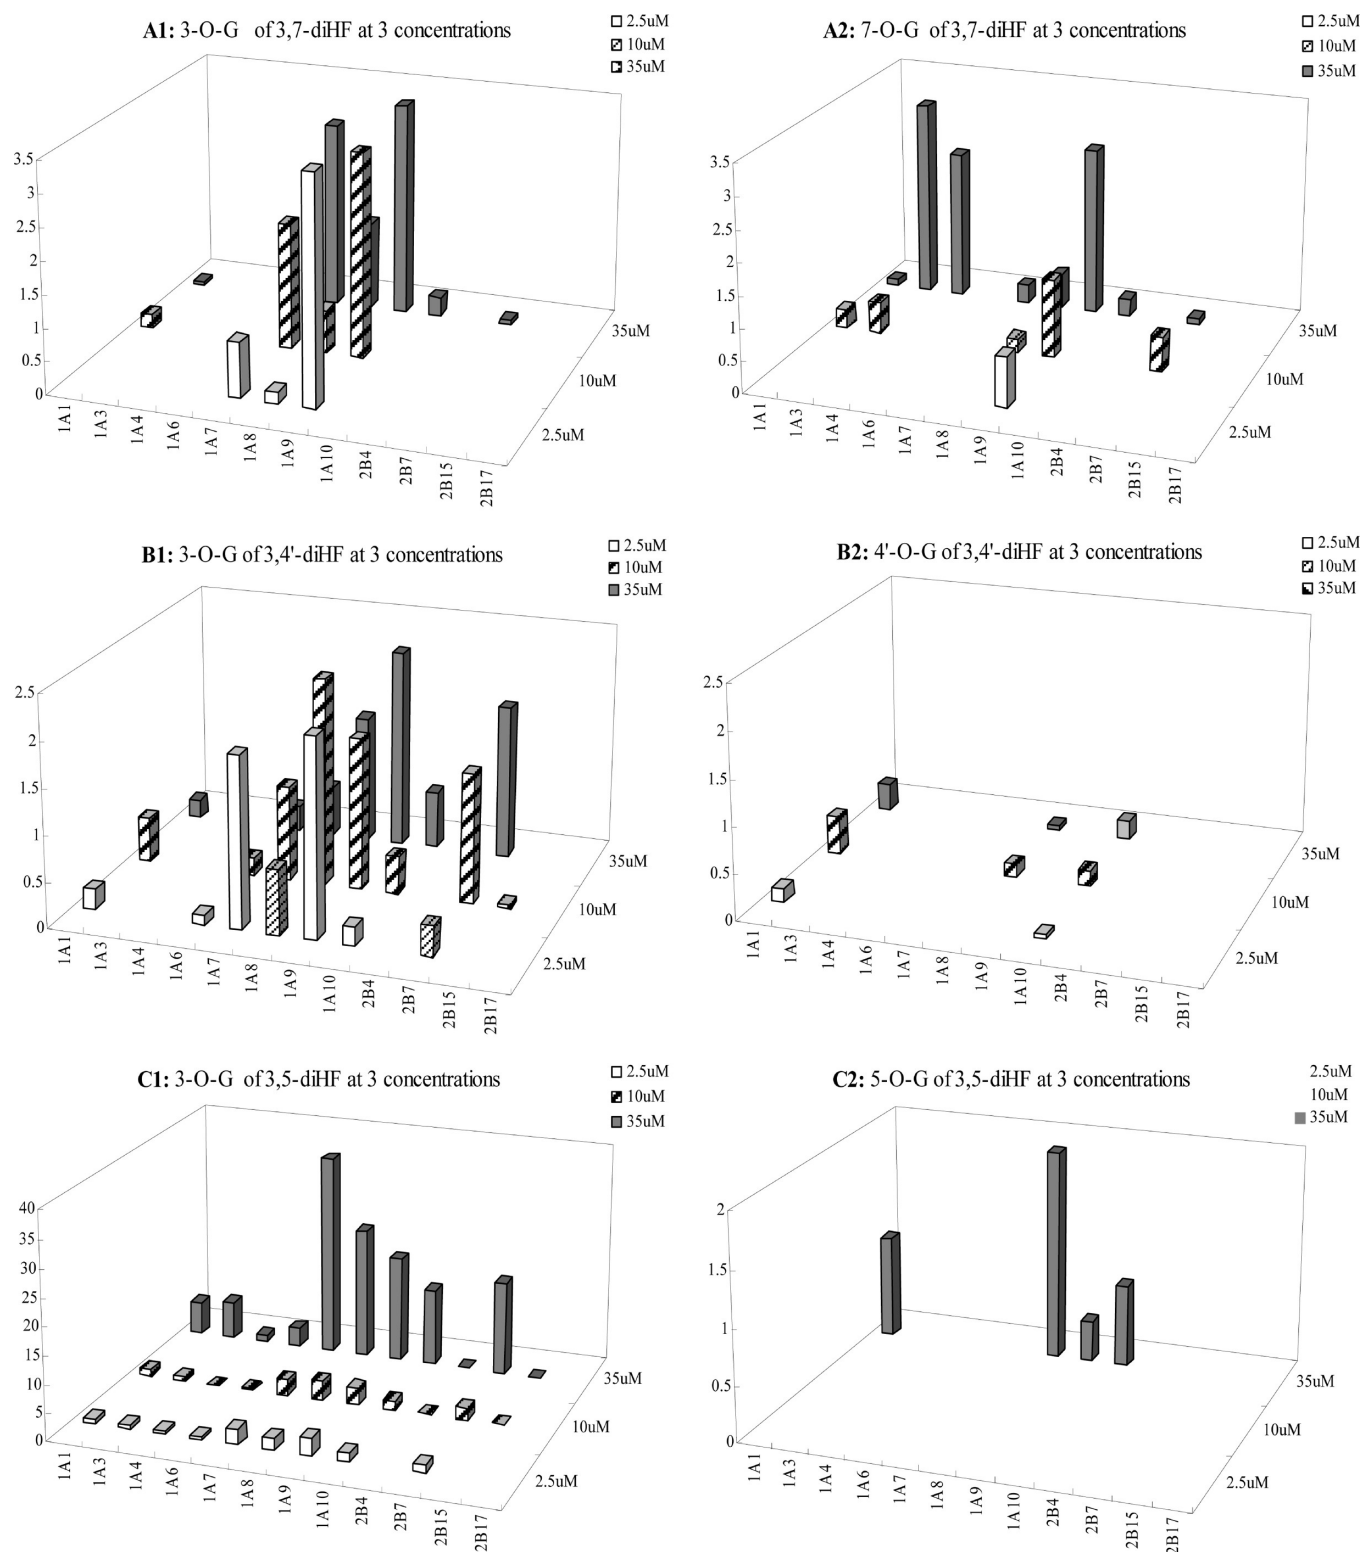 A1: 3-O-G of 3,7-diHF at 3 concentrations
2.5uM
10uM
35uM
3.5
3
2.5
2
1.5
1
0.5
0
1A1
1A3
1A4
1A6
1A7
1A8
1A9
1A10
2B4
2B7
2B15
2B17
2.5uM
10uM
35uM
A2: 7-O-G of 3,7-diHF at 3 concentrations
2.5uM
10uM
35uM
3.5
3
2.5
2
1.5
1
0.5
0
1A1
1A3
1A4
1A6
1A7
1A8
1A9
1A10
2B4
2B7
2B15
2B17
2.5uM
10uM
35uM
B1: 3-O-G of 3,4'-diHF at 3 concentrations
2.5uM
10uM
35uM
2.5
2
1.5
1
0.5
0
1A1
1A3
1A4
1A6
1A7
1A8
1A9
1A10
2B4
2B7
2B15
2B17
2.5uM
10uM
35uM
B2: 4'-O-G of 3,4'-diHF at 3 concentrations
2.5uM
10uM
35uM
2.5
2
1.5
1
0.5
0
1A1
1A3
1A4
1A6
1A7
1A8
1A9
1A10
2B4
2B7
2B15
2B17
2.5uM
10uM
35uM
C1: 3-O-G of 3,5-diHF at 3 concentrations
2.5uM
10uM
35uM
40
35
30
25
20
15
10
5
0
1A1
1A3
1A4
1A6
1A7
1A8
1A9
1A10
2B4
2B7
2B15
2B17
2.5uM
10uM
35uM
C2: 5-O-G of 3,5-diHF at 3 concentrations
2.5uM
10uM
35uM
2
1.5
1
0.5
0
1A1
1A3
1A4
1A6
1A7
1A8
1A9
1A10
2B4
2B7
2B15
2B17
2.5uM
10uM
35uM